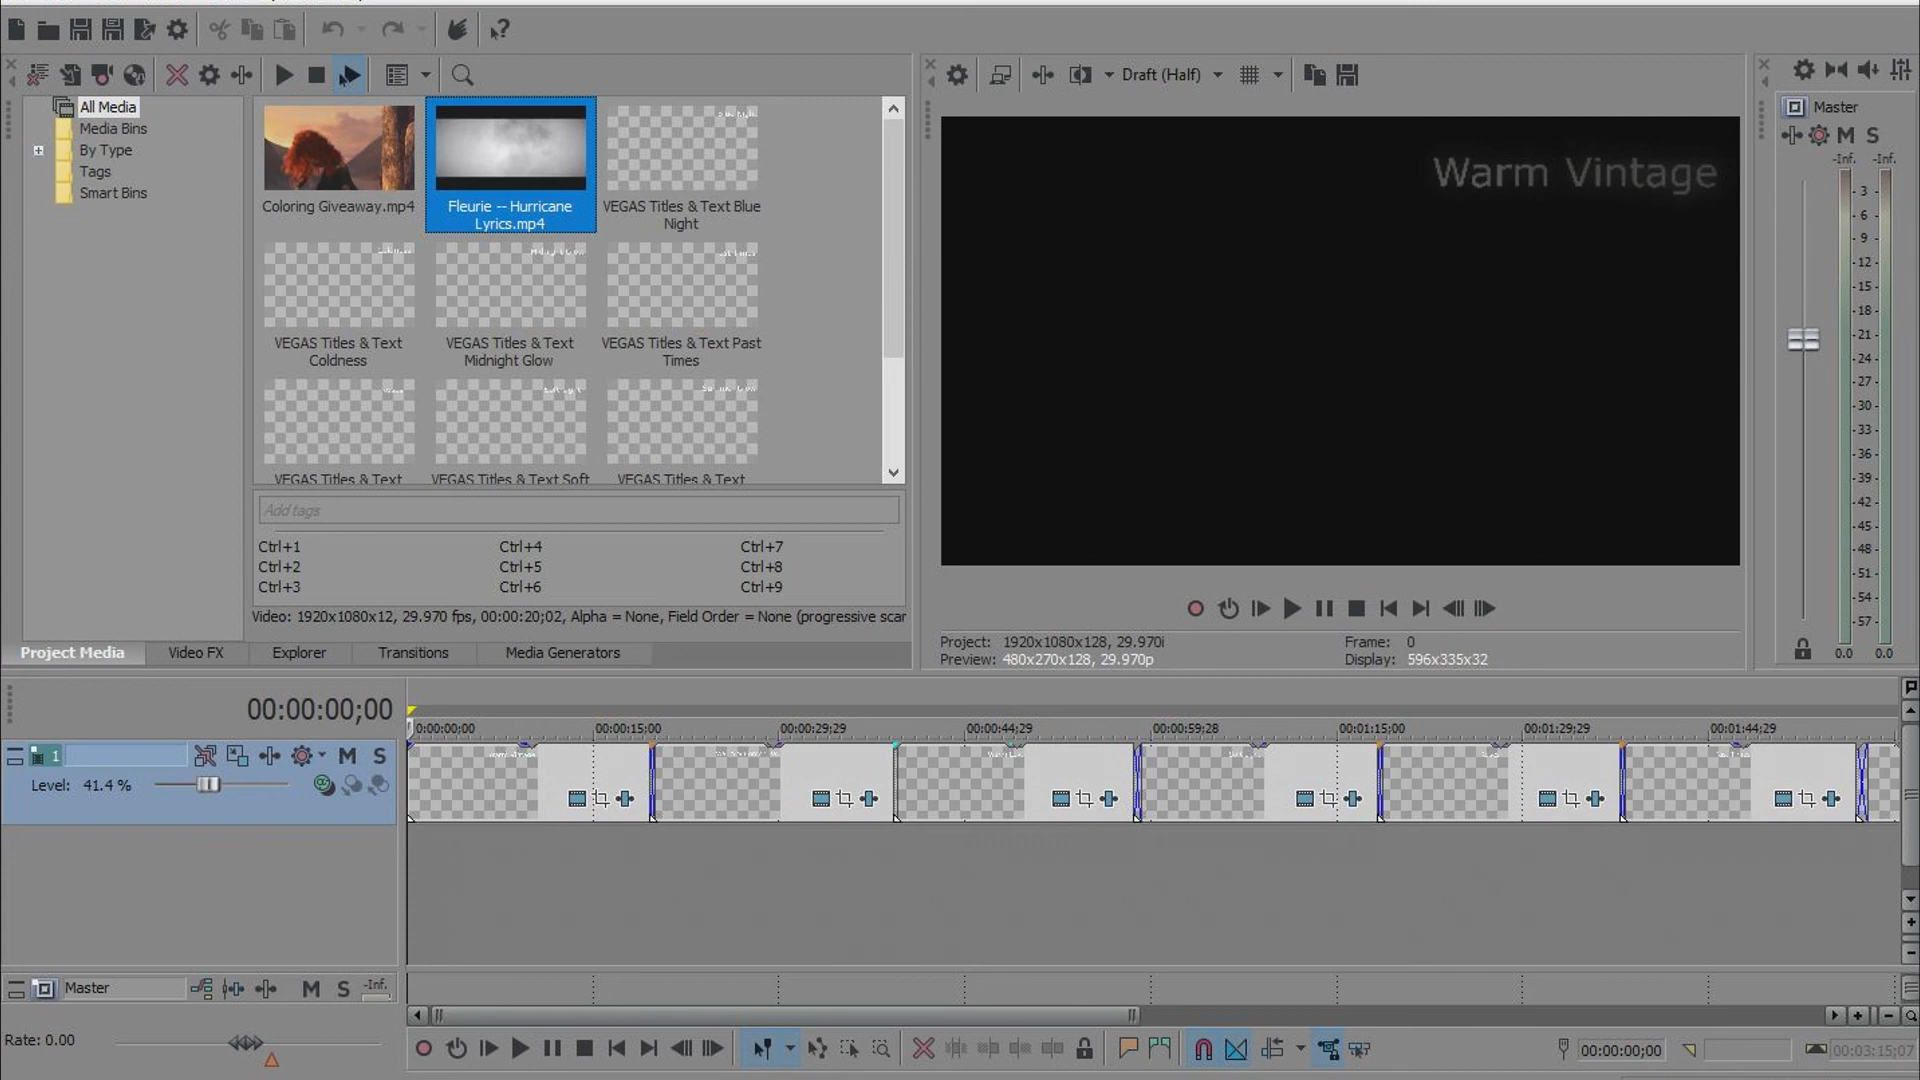 Draft (Half)
Master
M S
All Media
Media Bins
By Type
Tags
Smart Bins
Coloring Giveaway.mp4
Fleurie -- Hurricane
Lyrics.mp4
VEGAS Titles & Text Blue
Night
VEGAS Titles & Text
Coldness
VEGAS Titles & Text
Midnight Glow
VEGAS Titles & Text Past
Times
VEGAS Titles & Text
VEGAS Titles & Text Soft
VEGAS Titles & Text
Add tags
Ctrl+1 Ctrl+4 Ctrl+7
Ctrl+2 Ctrl+5 Ctrl+8
Ctrl+3 Ctrl+6 Ctrl+9
Video: 1920x1080x12, 29.970 fps, 00:00:20;02, Alpha = None, Field Order = None (progressive scar
Project Media Video FX Explorer Transitions Media Generators
Warm Vintage
Project: 1920x1080x128, 29.970i
Preview: 480x270x128, 29.970p
Frame: 0
Display: 596x335x32
-Inf. -Inf.
3
6
9
12
15
18
21
24
27
30
33
36
39
42
45
48
51
54
57
0.0 0.0
00:00:00;00
0:00:00;00 00:00:15;00 00:00:29;29 00:00:44;29 00:00:59;28 00:01:15;00 00:01:29;29 00:01:44;29
1 M S
Level: 41.4 %
Master M S -Inf.
Rate: 0.00
00:00:00;00 00:03:15;07